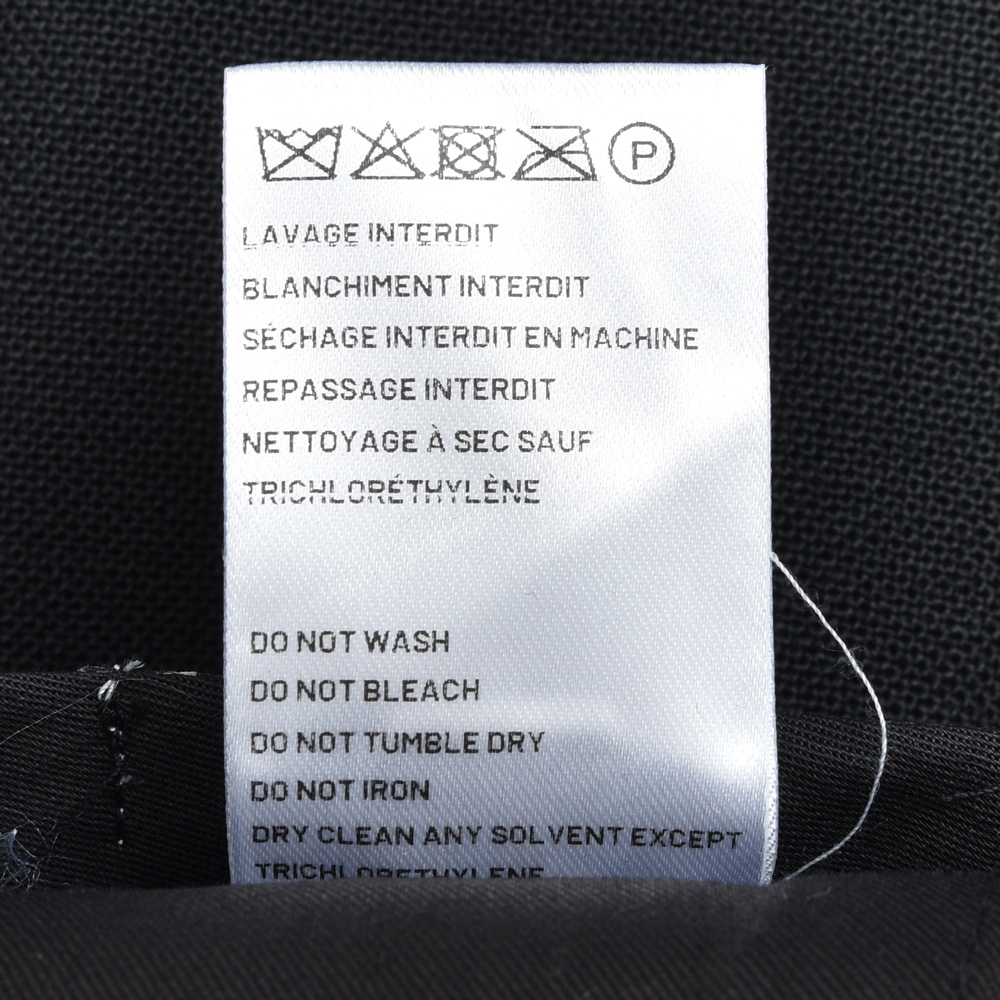 P
LAVAGE INTERDIT
BLANCHIMENT INTERDIT
SÉCHAGE INTERDIT EN MACHINE
REPASSAGE INTERDIT
NETTOYAGE À SEC SAUF
TRICHLORÉTHYLÈNE
DO NOT WASH
DO NOT BLEACH
DO NOT TUMBLE DRY
DO NOT IRON
DRY CLEAN ANY SOLVENT EXCEPT
TRICHLORETHYLENE